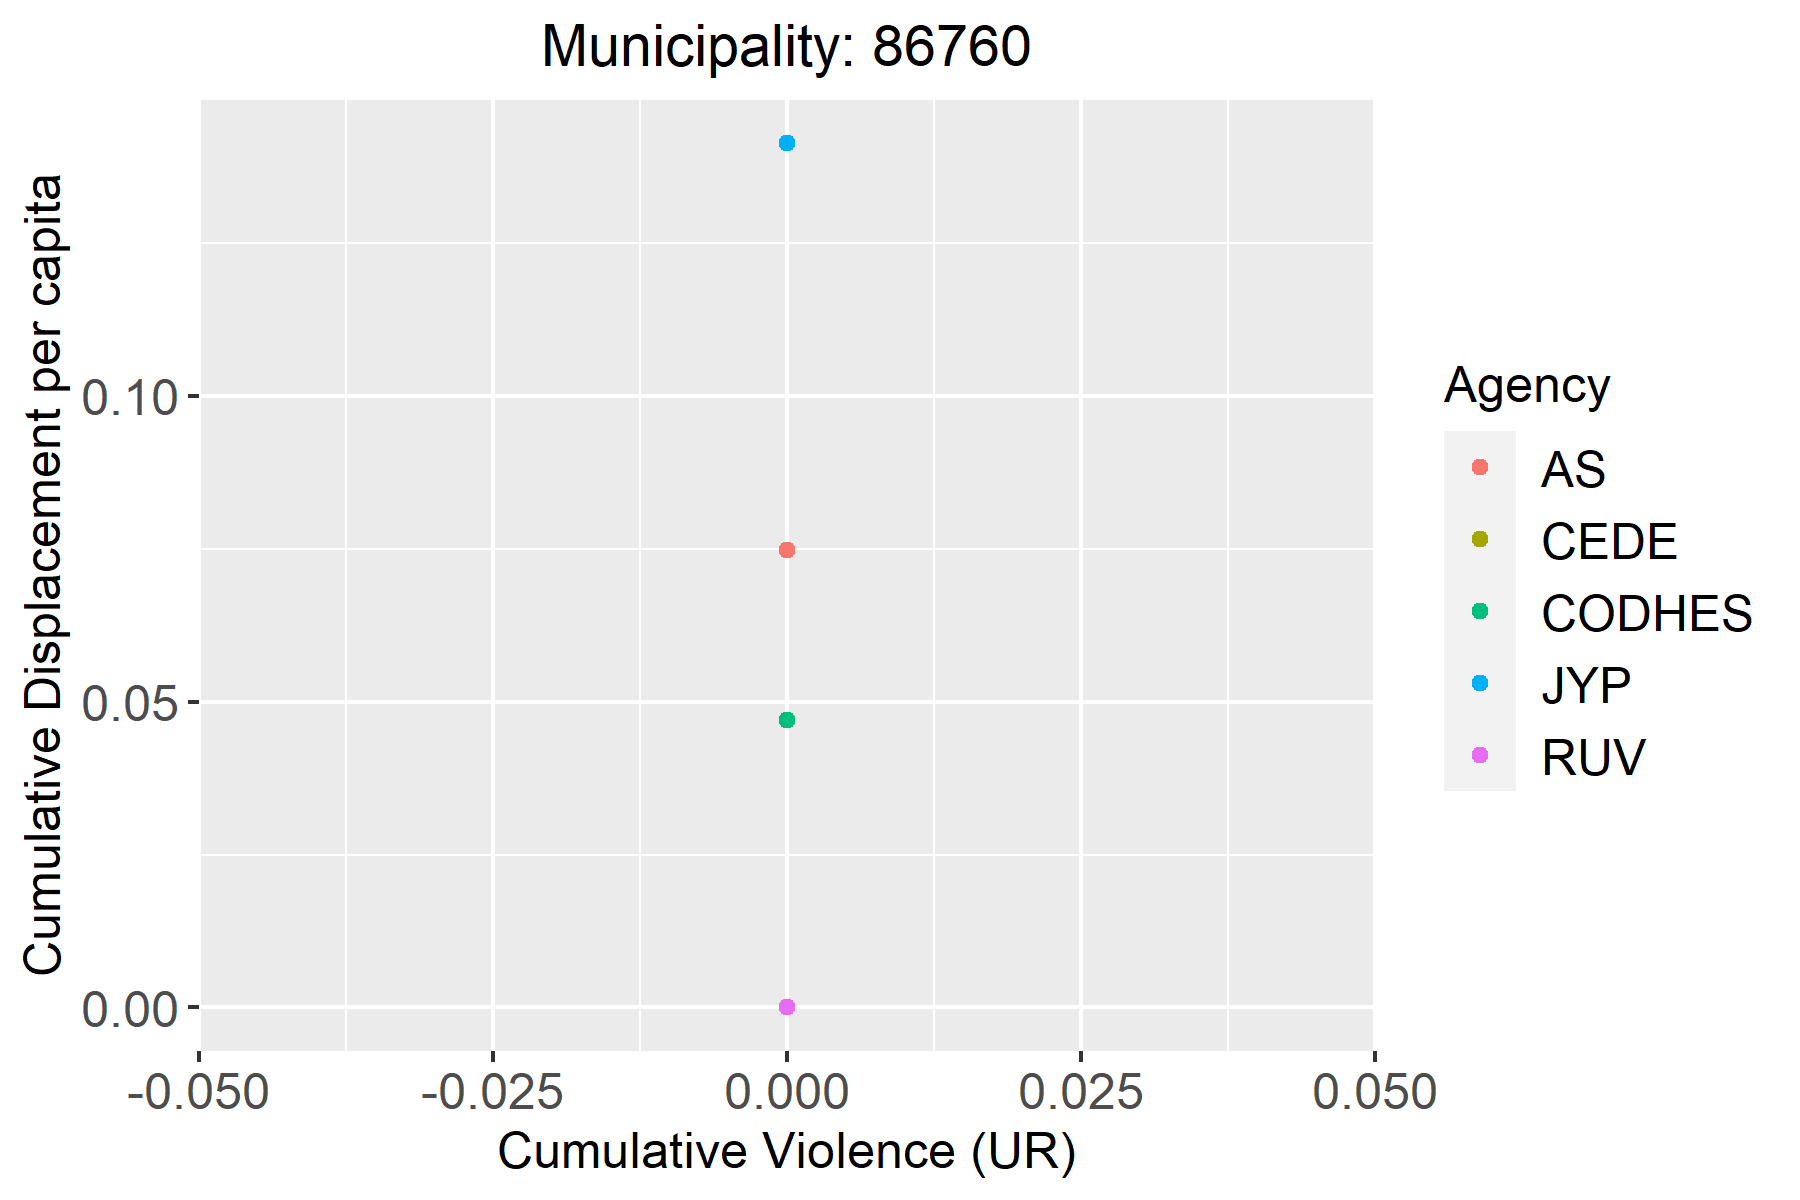 Municipality: 86760
Cumulative Displacement per capita
0.10
0.05
0.00
-0.050 -0.025 0.000 0.025 0.050
Cumulative Violence (UR)
Agency
AS
CEDE
CODHES
JYP
RUV